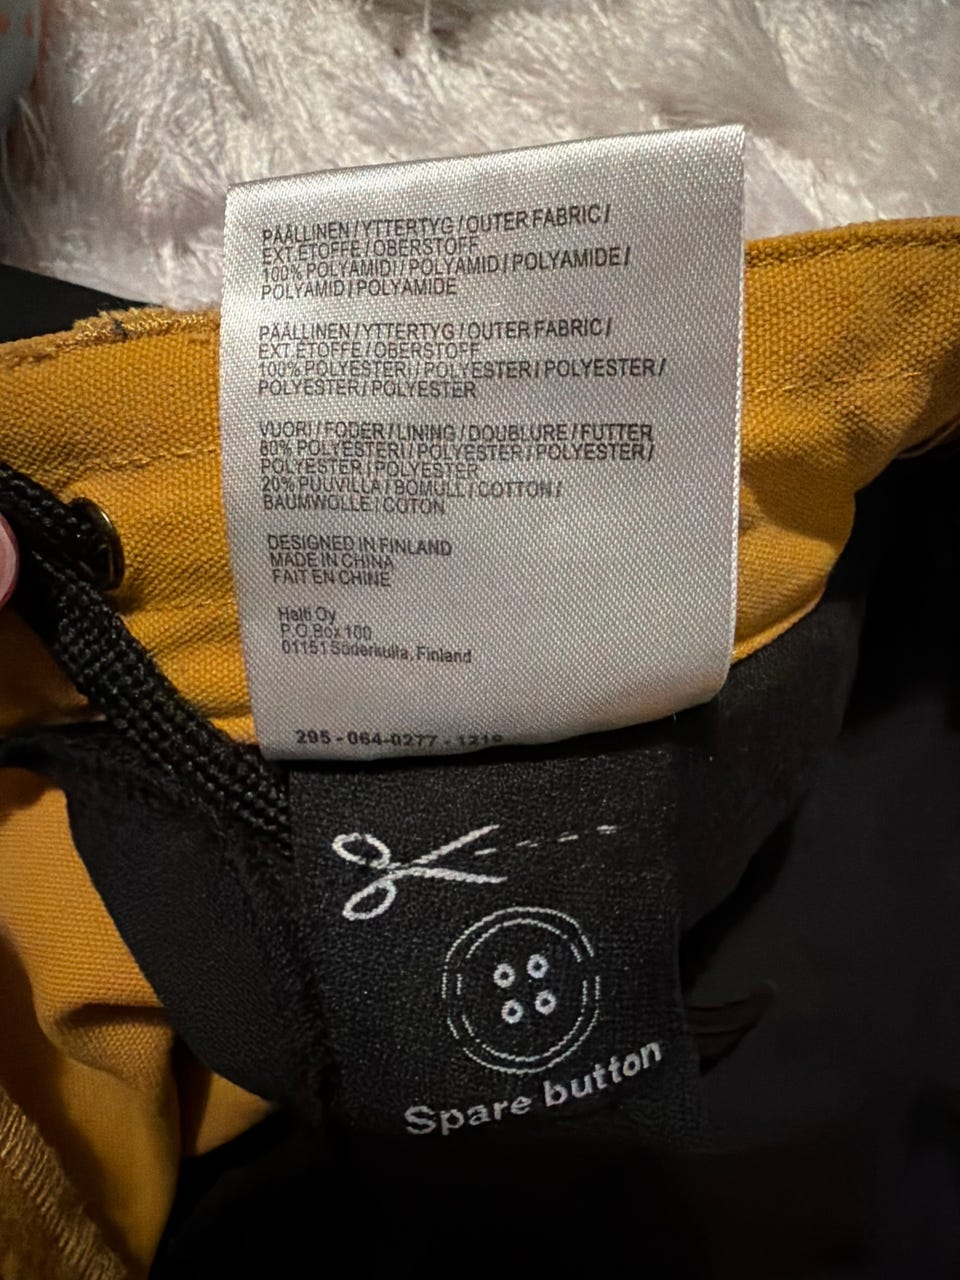 PÄÄLLINEN / YTTERTYG / OUTER FABRIC /
EXT.ETOFFE / OBERSTOFF
100% POLYAMIDI / POLYAMID / POLYAMIDE /
POLYAMID / POLYAMIDE
PÄÄLLINEN / YTTERTYG / OUTER FABRIC /
EXT.ETOFFE / OBERSTOFF
100% POLYESTERI / POLYESTER / POLYESTER /
POLYESTER / POLYESTER
VUORI / FODER / LINING / DOUBLURE / FUTTER
80% POLYESTERI / POLYESTER / POLYESTER /
POLYESTER / POLYESTER
20% PUUVILLA / BOMULL / COTTON /
BAUMWOLLE / COTON
DESIGNED IN FINLAND
MADE IN CHINA
FAIT EN CHINE
Halti Oy
P.O.Box 100
01151 Söderkulla, Finland
295 - 064-0277 -
Spare button